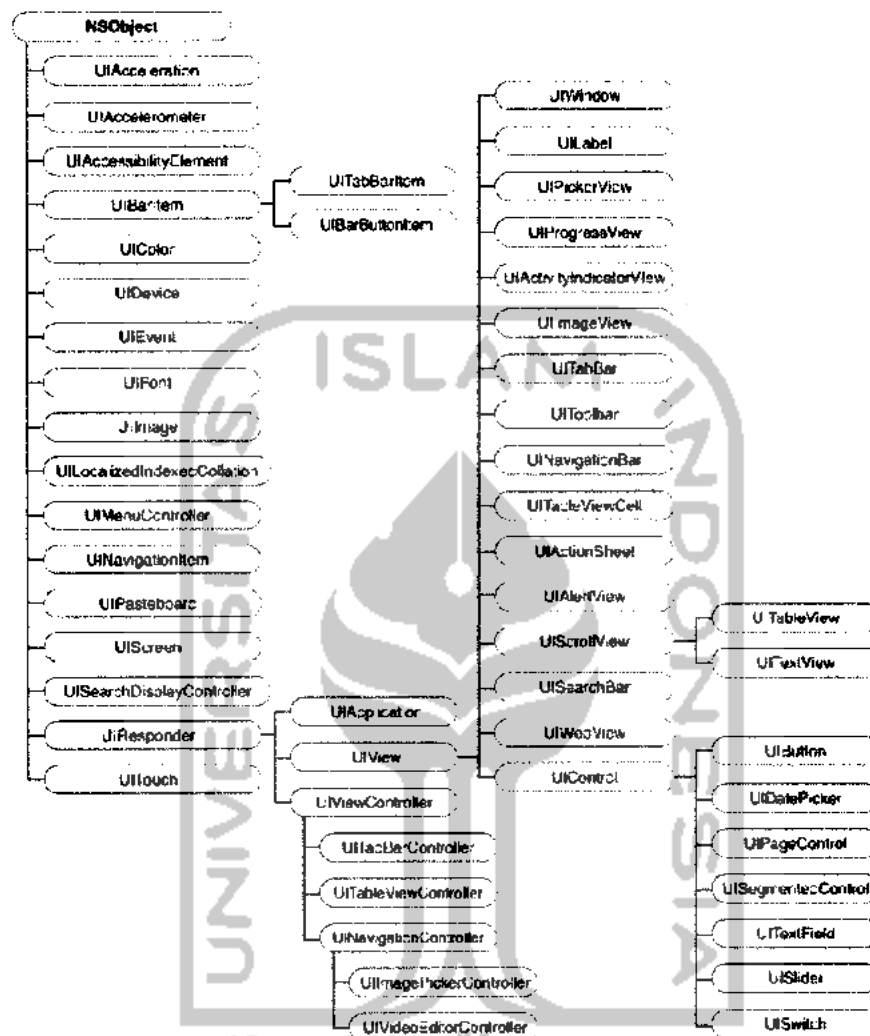 NSObject
UIAcceleration
UIAccelerometer
UIAccessibilityElement
UIBarItem
UITabBarItem
UIBarButtonItem
UIColor
UIDevice
UIEvent
UIFont
UIImage
UILocalizedIndexedCollation
UIMenuController
UINavigationItem
UIPasteboard
UIScreen
UISearchDisplayController
UIResponder
UITouch
UIApplication
UIView
UIViewController
UITabBarController
UITableViewController
UINavigationController
UIImagePickerController
UIVideoEditorController
UIWindow
UILabel
UIPickerView
UIProgressView
UIActivityIndicatorView
UIImageView
UITabBar
UIToolbar
UINavigationBar
UITableViewCell
UIActionSheet
UIAlertView
UIScrollView
UISearchBar
UIWebView
UIControl
UITableView
UITextView
UIButton
UIDatePicker
UIPageControl
UISegmentedControl
UITextField
UISlider
UISwitch
UNIVERSITAS
ISLAM
INDONESIA